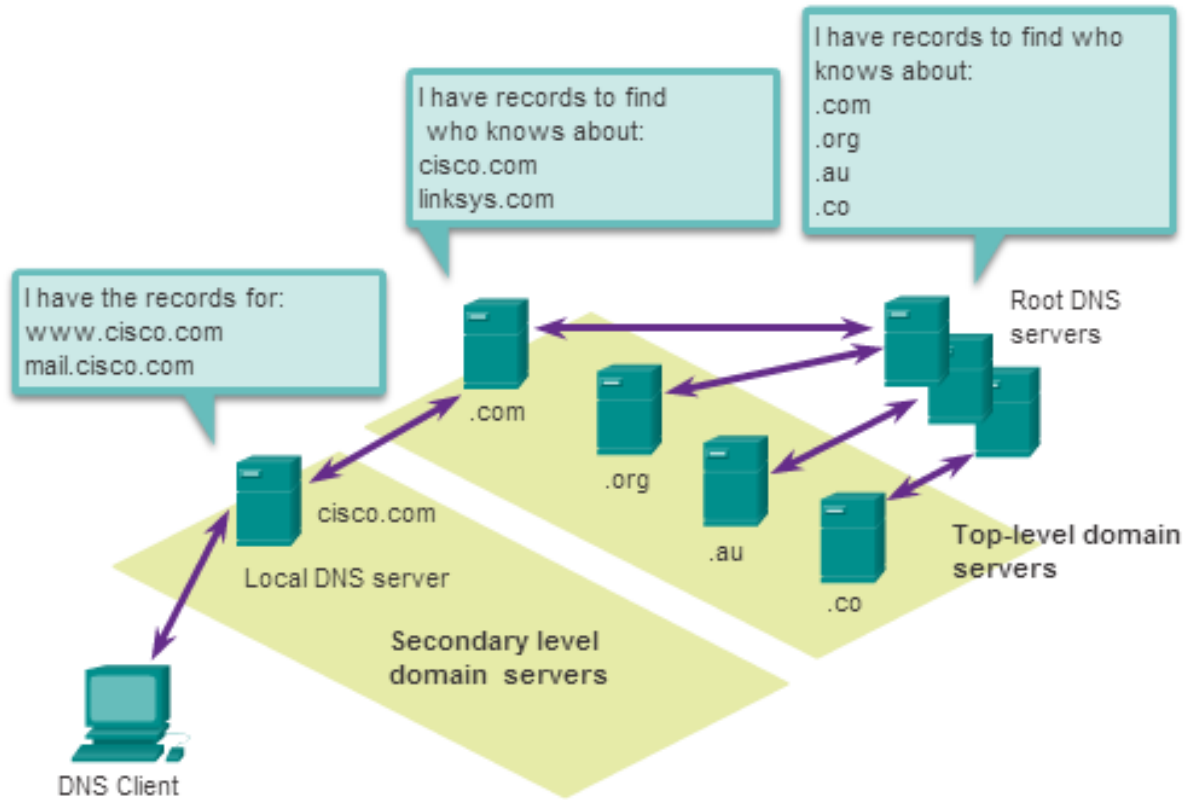 I have records to find who
knows about:
.com
.org
.au
.co
I have records to find
who knows about:
cisco.com
linksys.com
I have the records for:
www.cisco.com
mail.cisco.com
Root DNS
servers
.com
.org
.au
.co
Top-level domain
servers
cisco.com
Local DNS server
Secondary level
domain servers
DNS Client